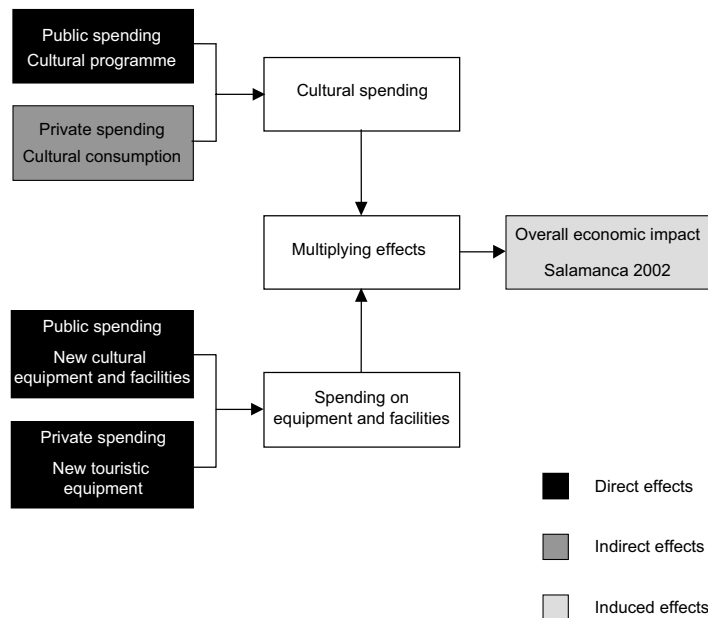 Public spending
Cultural programme
Private spending
Cultural consumption
Cultural spending
Multiplying effects
Overall economic impact
Salamanca 2002
Public spending
New cultural
equipment and facilities
Private spending
New touristic
equipment
Spending on
equipment and facilities
Direct effects
Indirect effects
Induced effects